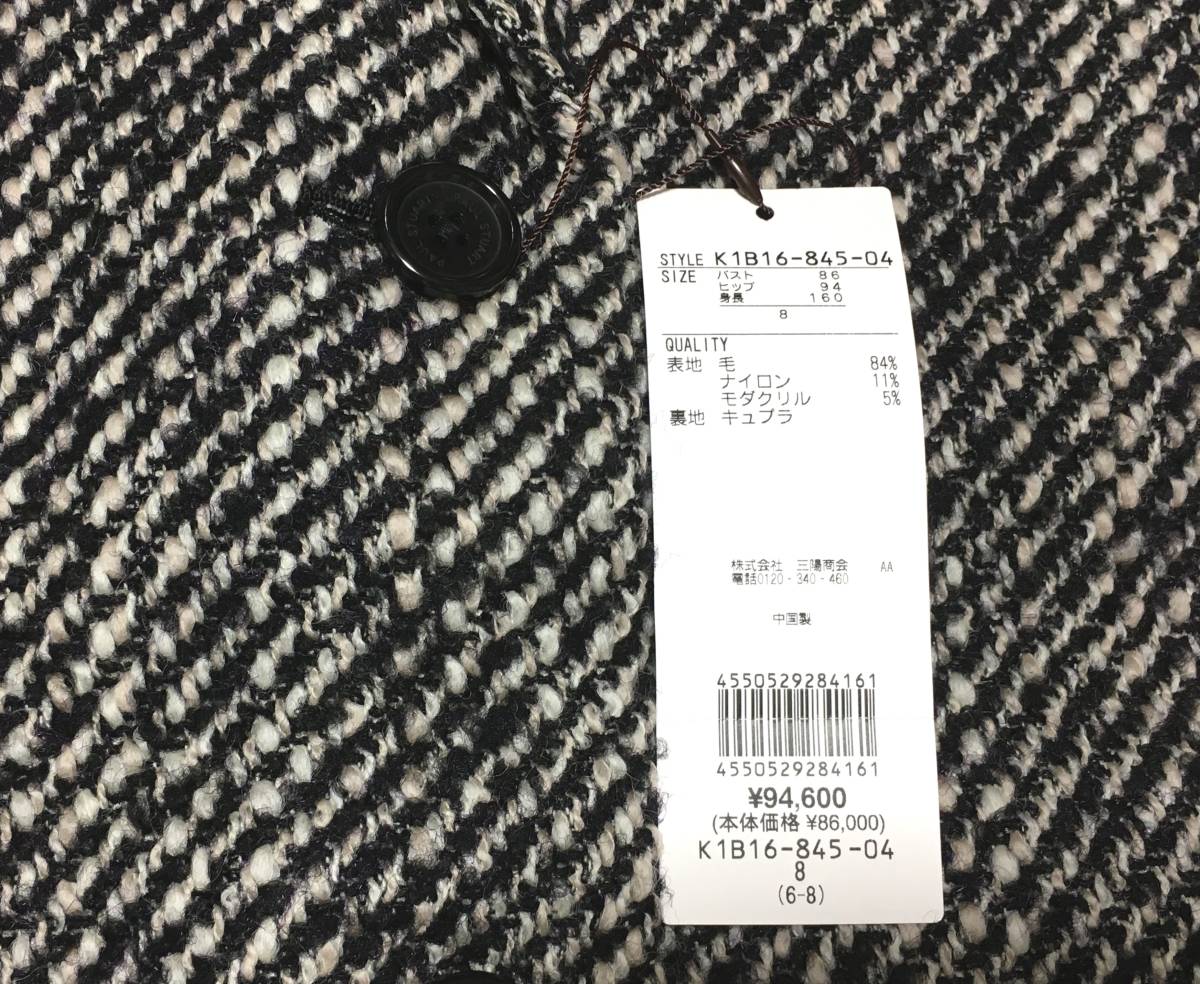 PAUL STUART
STYLE K1B16-845-04
SIZE バスト 86
ヒップ 94
身長 160
8
QUALITY
表地 毛 84%
ナイロン 11%
モダクリル 5%
裏地 キュプラ
株式会社 三陽商会 AA
電話0120-340-460
中国製
4550529284161
4550529284161
¥94,600
(本体価格 ¥86,000)
K1B16-845-04
8
(6-8)